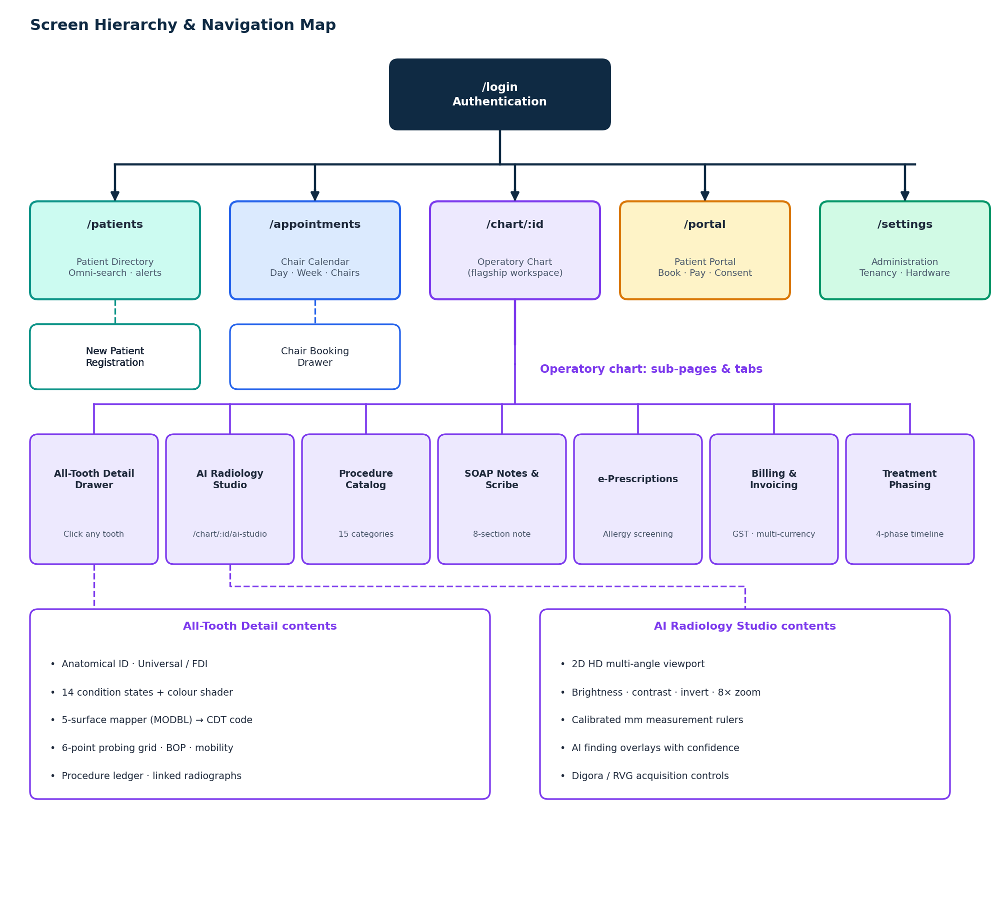 Screen Hierarchy & Navigation Map
/login
Authentication
/patients
Patient Directory
Omni-search · alerts
/appointments
Chair Calendar
Day · Week · Chairs
/chart/:id
Operatory Chart
(flagship workspace)
/portal
Patient Portal
Book · Pay · Consent
/settings
Administration
Tenancy · Hardware
New Patient
Registration
Chair Booking
Drawer
Operatory chart: sub-pages & tabs
All-Tooth Detail
Drawer
Click any tooth
AI Radiology
Studio
/chart/:id/ai-studio
Procedure
Catalog
15 categories
SOAP Notes &
Scribe
8-section note
e-Prescriptions
Allergy screening
Billing &
Invoicing
GST · multi-currency
Treatment
Phasing
4-phase timeline
All-Tooth Detail contents
• Anatomical ID · Universal / FDI
• 14 condition states + colour shader
• 5-surface mapper (MODBL) → CDT code
• 6-point probing grid · BOP · mobility
• Procedure ledger · linked radiographs
AI Radiology Studio contents
• 2D HD multi-angle viewport
• Brightness · contrast · invert · 8× zoom
• Calibrated mm measurement rulers
• AI finding overlays with confidence
• Digora / RVG acquisition controls